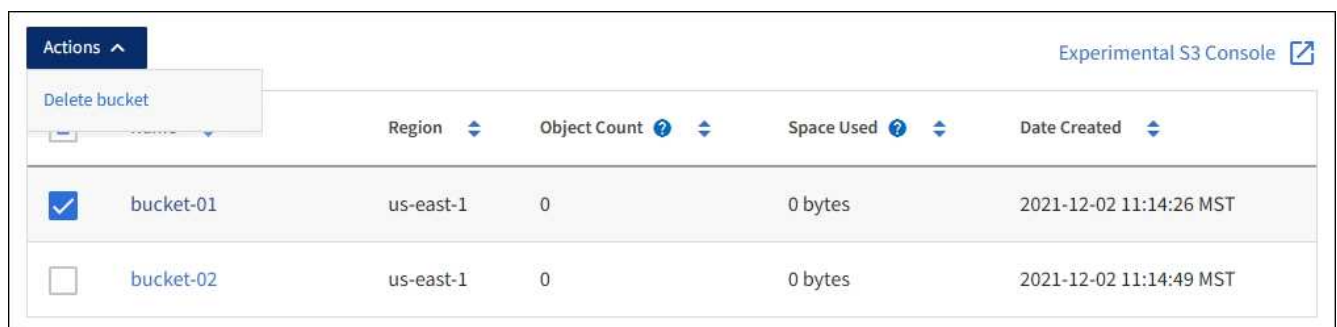 Actions
Experimental S3 Console
Delete bucket
Region Object Count ? Space Used ? Date Created
bucket-01 us-east-1 0 0 bytes 2021-12-02 11:14:26 MST
bucket-02 us-east-1 0 0 bytes 2021-12-02 11:14:49 MST